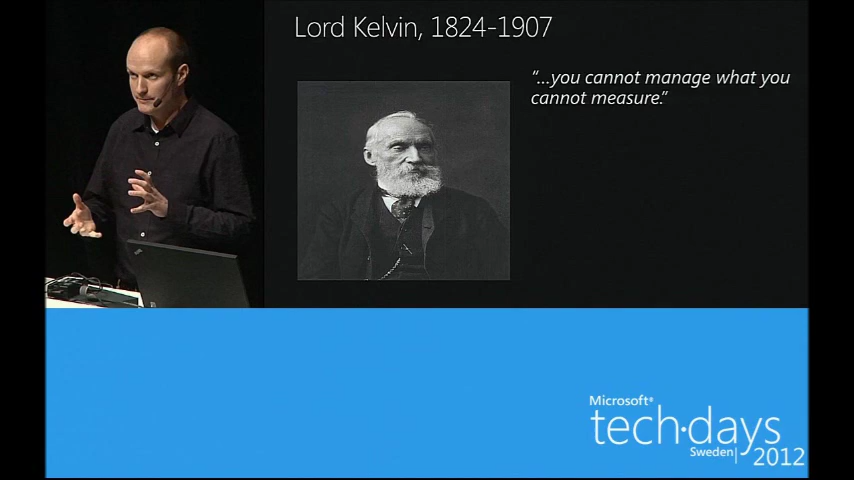 Lord Kelvin, 1824-1907
“...you cannot manage what you
cannot measure.”
Microsoft®
tech·days
Sweden|
2012